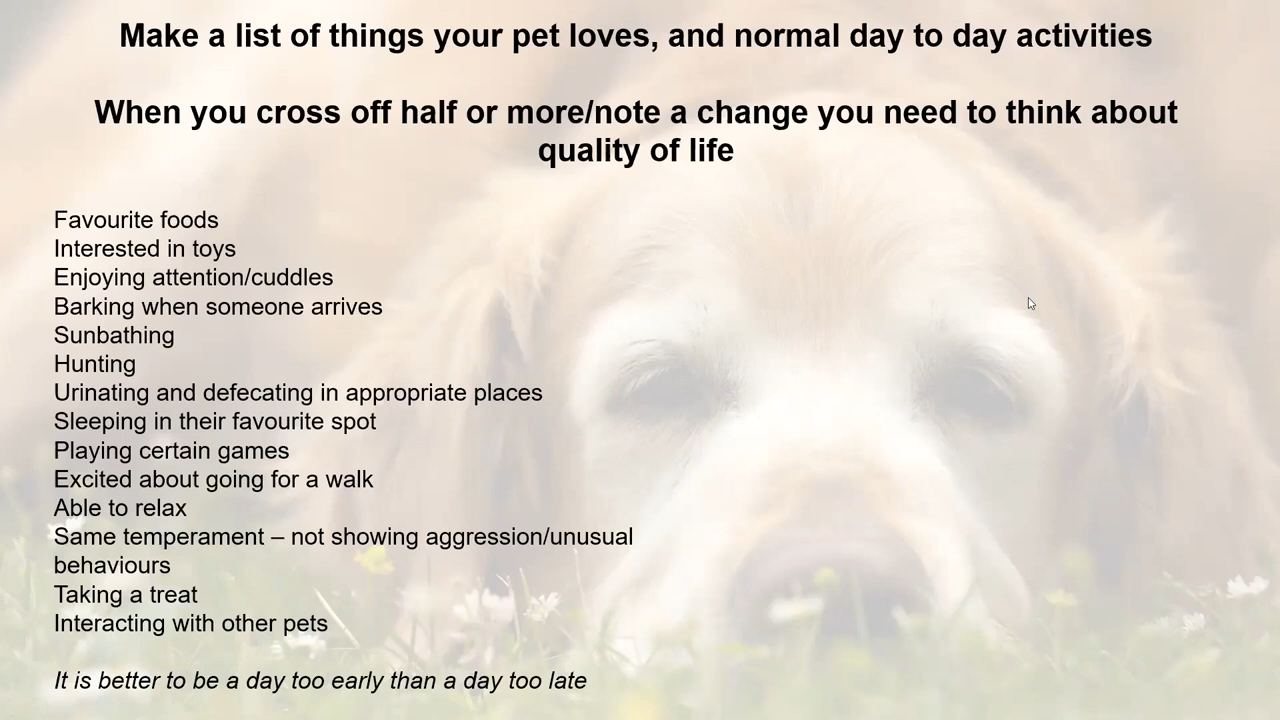 Make a list of things your pet loves, and normal day to day activities
When you cross off half or more/note a change you need to think about
quality of life
Favourite foods
Interested in toys
Enjoying attention/cuddles
Barking when someone arrives
Sunbathing
Hunting
Urinating and defecating in appropriate places
Sleeping in their favourite spot
Playing certain games
Excited about going for a walk
Able to relax
Same temperament – not showing aggression/unusual
behaviours
Taking a treat
Interacting with other pets
It is better to be a day too early than a day too late